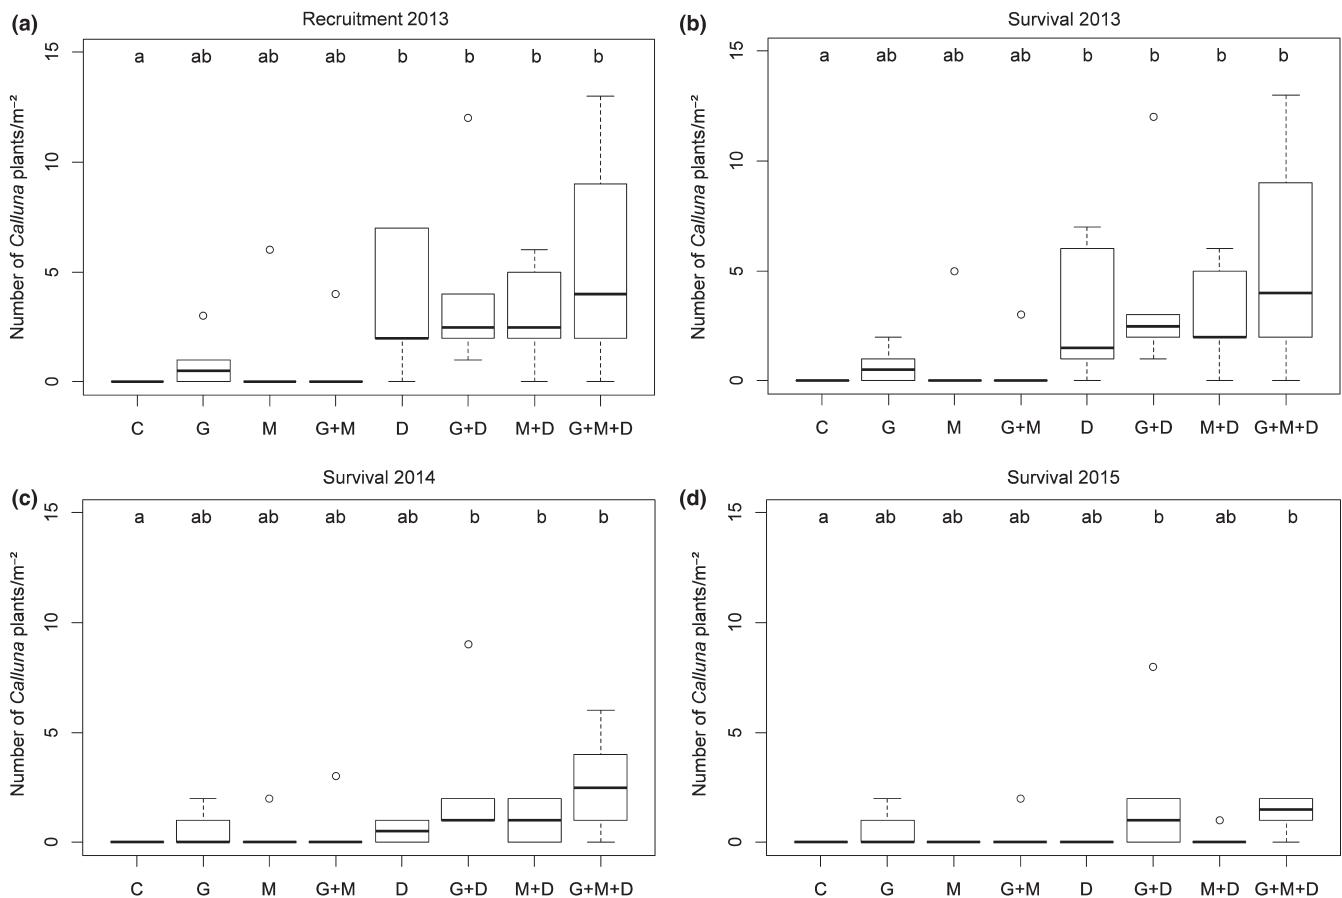 (a)
Recruitment 2013
Number of Calluna plants/m⁻²
15
10
5
0
a ab ab ab b b b b
C G M G+M D G+D M+D G+M+D
(b)
Survival 2013
Number of Calluna plants/m⁻²
15
10
5
0
a ab ab ab b b b b
C G M G+M D G+D M+D G+M+D
(c)
Survival 2014
Number of Calluna plants/m⁻²
15
10
5
0
a ab ab ab ab b b b
C G M G+M D G+D M+D G+M+D
(d)
Survival 2015
Number of Calluna plants/m⁻²
15
10
5
0
a ab ab ab ab b ab b
C G M G+M D G+D M+D G+M+D